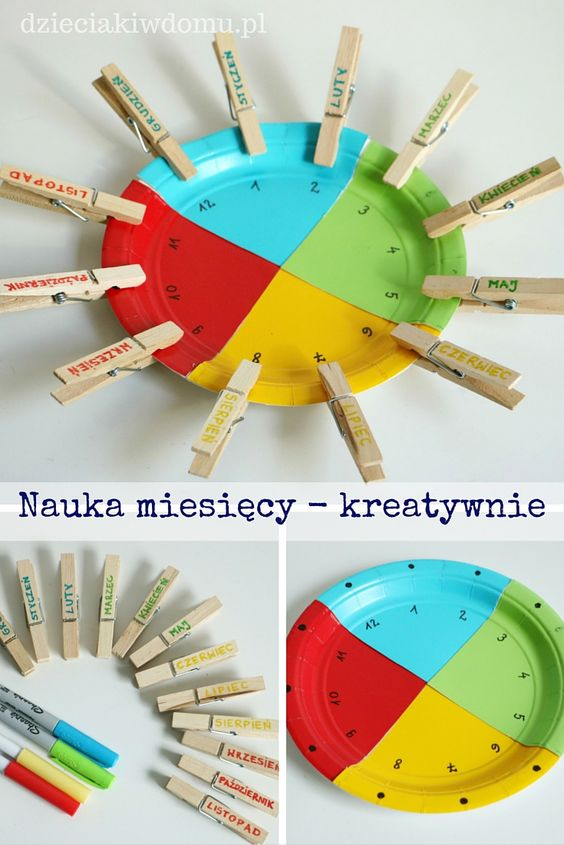 dzieciakiwdomu.pl
STYCZEŃ
LUTY
MARZEC
KWIECIEŃ
MAJ
CZERWIEC
LIPIEC
SIERPIEŃ
WRZESIEŃ
PAŹDZIERNIK
LISTOPAD
GRUDZIEŃ
1
2
3
4
5
6
7
8
9
10
11
12
Nauka miesięcy - kreatywnie
STYCZEŃ
LUTY
MARZEC
KWIECIEŃ
MAJ
CZERWIEC
LIPIEC
SIERPIEŃ
WRZESIEŃ
PAŹDZIERNIK
LISTOPAD
Sharpie
Sharpie
1
2
3
4
5
6
7
8
9
10
11
12